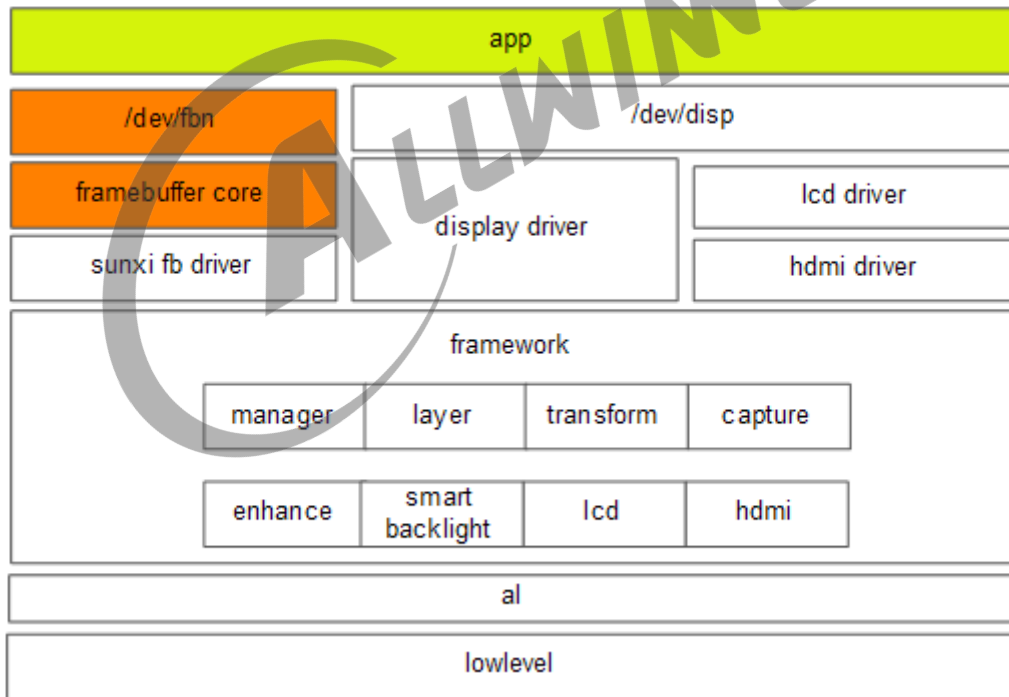 app
/dev/fbn
/dev/disp
framebuffer core
display driver
lcd driver
sunxi fb driver
hdmi driver
framework
manager
layer
transform
capture
enhance
smart
backlight
lcd
hdmi
al
lowlevel